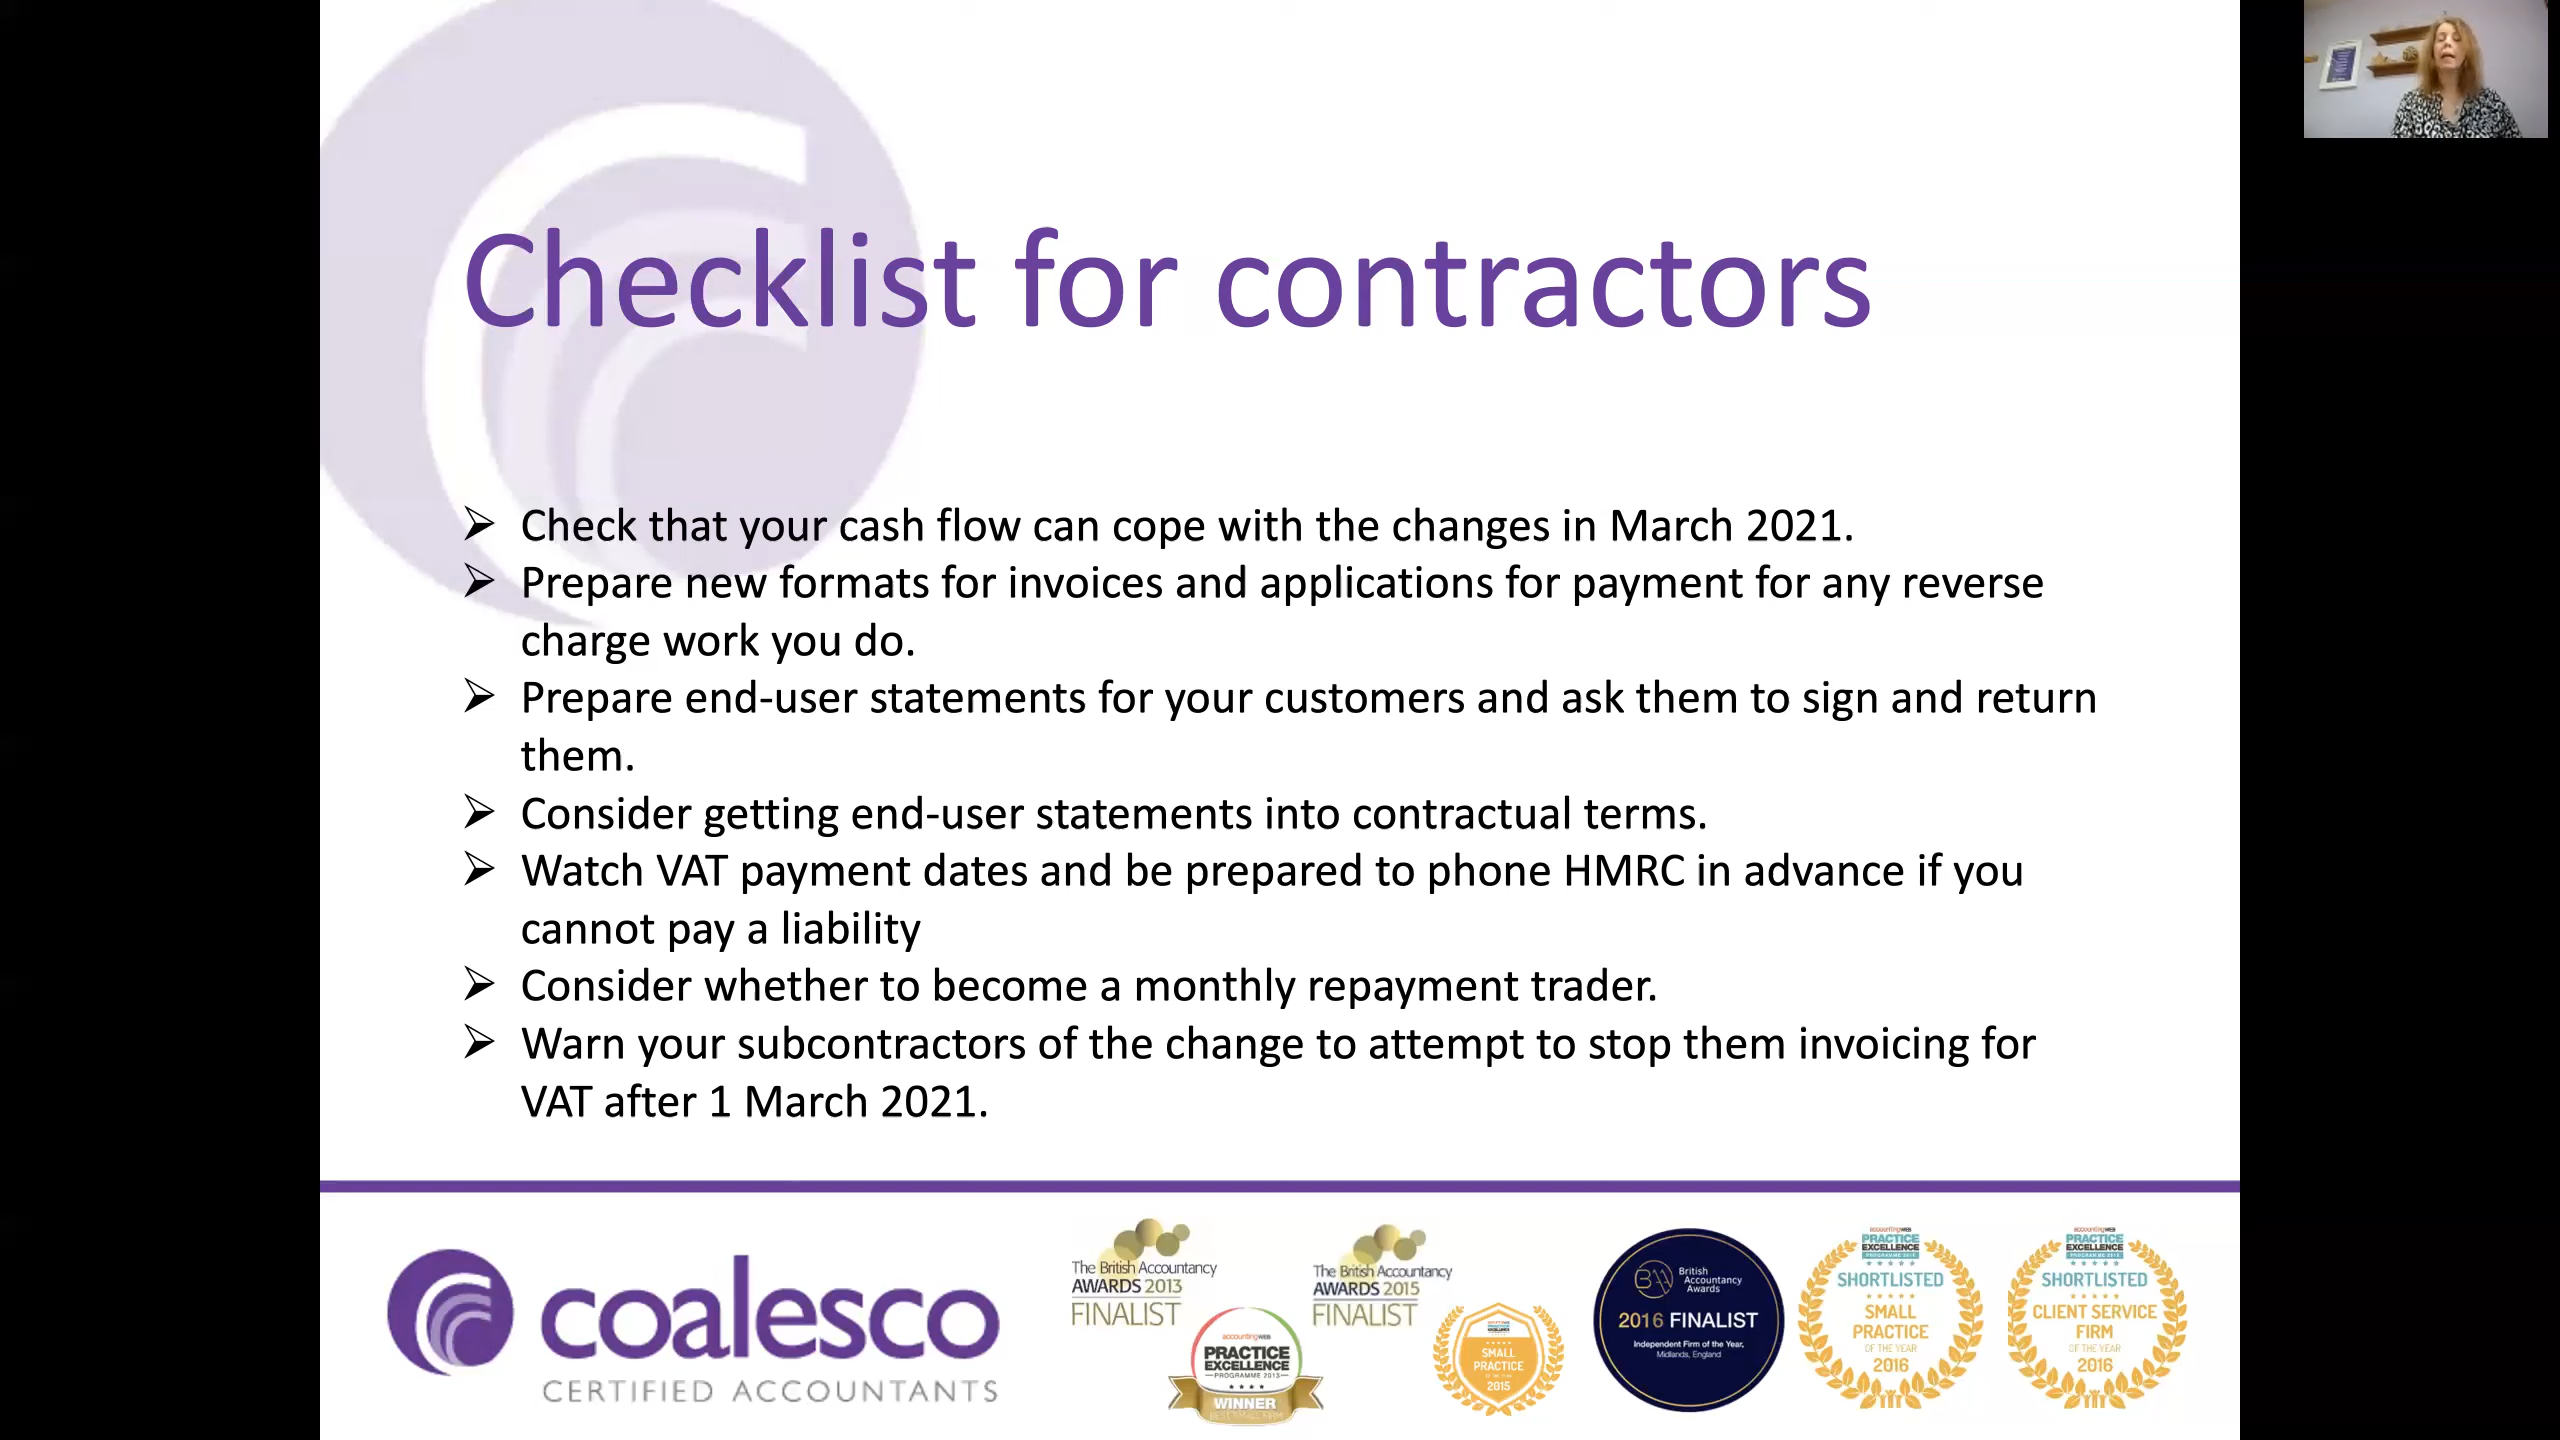 Checklist for contractors
➢ Check that your cash flow can cope with the changes in March 2021.
➢ Prepare new formats for invoices and applications for payment for any reverse
charge work you do.
➢ Prepare end-user statements for your customers and ask them to sign and return
them.
➢ Consider getting end-user statements into contractual terms.
➢ Watch VAT payment dates and be prepared to phone HMRC in advance if you
cannot pay a liability
➢ Consider whether to become a monthly repayment trader.
➢ Warn your subcontractors of the change to attempt to stop them invoicing for
VAT after 1 March 2021.
coalesco
CERTIFIED ACCOUNTANTS
The British Accountancy
AWARDS 2013
FINALIST
accountingWEB
PRACTICE
EXCELLENCE
PROGRAMME 2013
WINNER
The British Accountancy
AWARDS 2015
FINALIST
SMALL
PRACTICE
2015
British
Accountancy
Awards
2016 FINALIST
Independent Firm of the Year,
Midlands, England
accountingWEB
PRACTICE
EXCELLENCE
SHORTLISTED
SMALL
PRACTICE
OF THE YEAR
2016
accountingWEB
PRACTICE
EXCELLENCE
SHORTLISTED
CLIENT SERVICE
FIRM
OF THE YEAR
2016